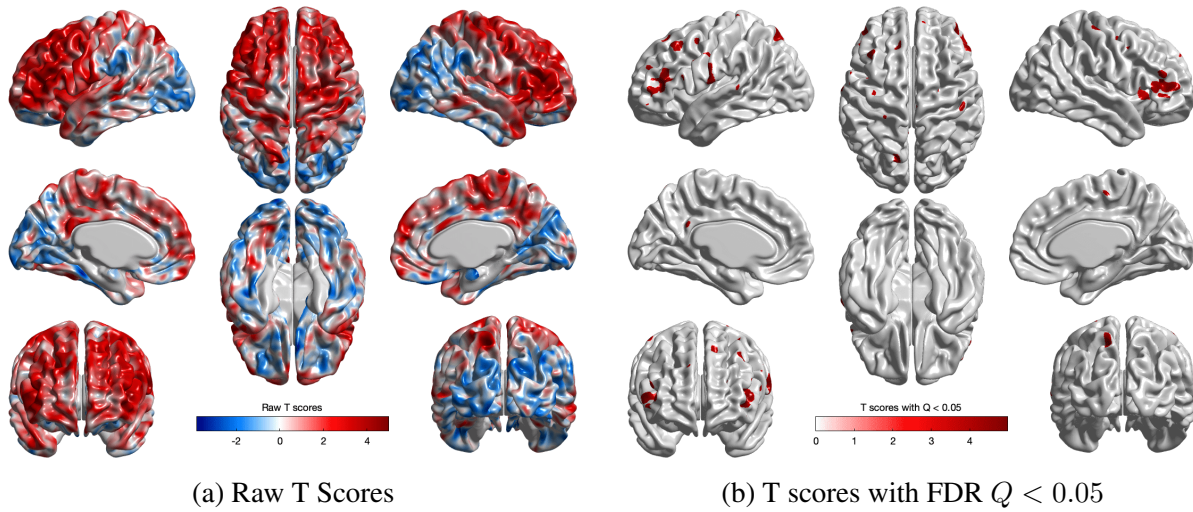 Raw T scores
-2 0 2 4
T scores with Q < 0.05
0 1 2 3 4
(a) Raw T Scores
(b) T scores with FDR Q < 0.05